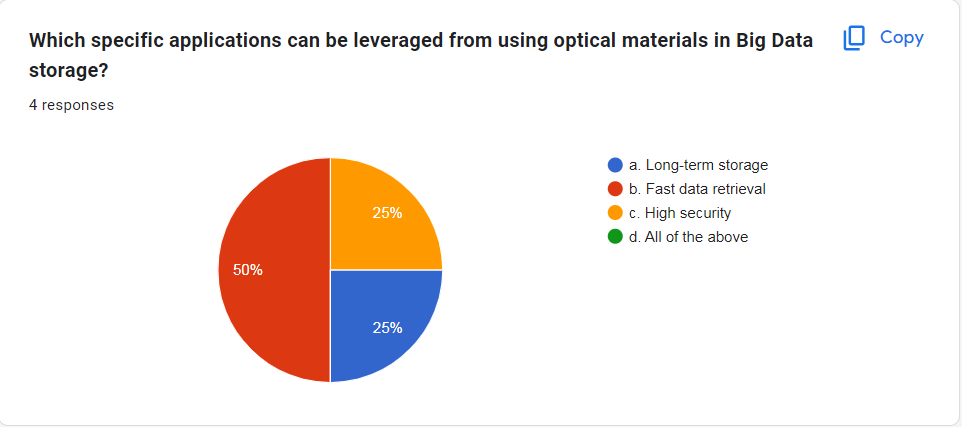 Which specific applications can be leveraged from using optical materials in Big Data
storage?
Copy
4 responses
25%
50%
25%
a. Long-term storage
b. Fast data retrieval
c. High security
d. All of the above